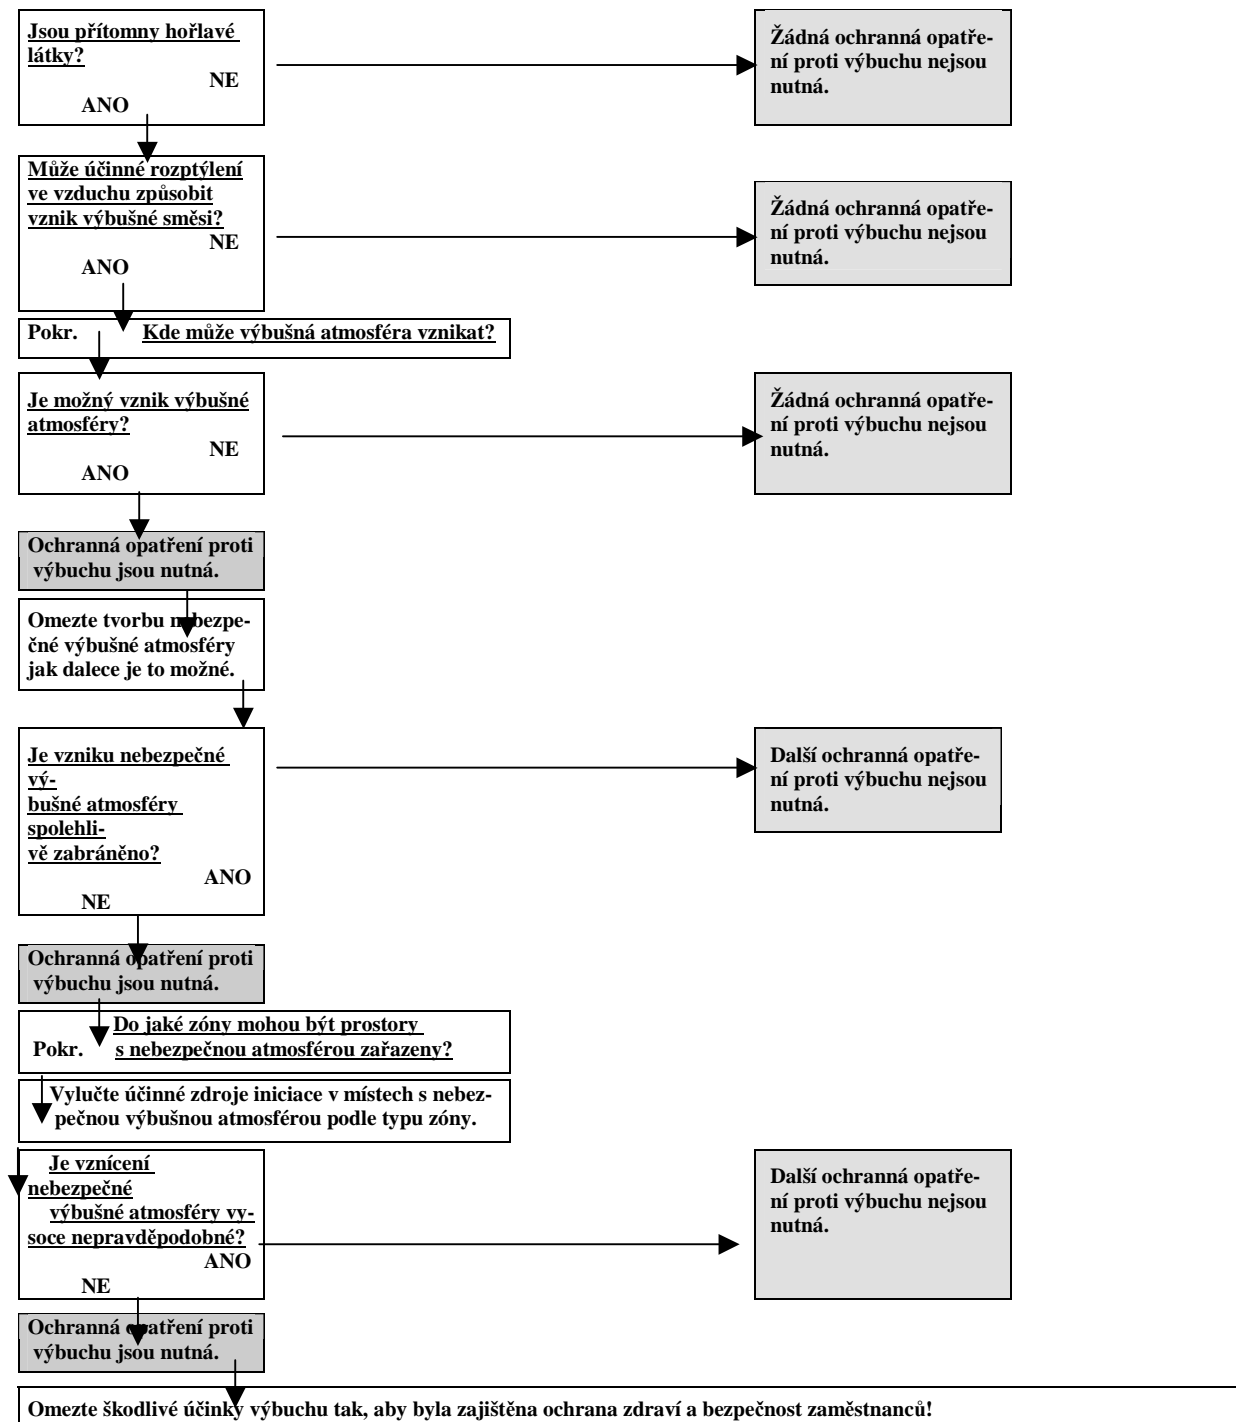 Jsou přítomny hořlavé
látky?
NE
ANO
Žádná ochranná opatře-
ní proti výbuchu nejsou
nutná.
Může účinné rozptýlení
ve vzduchu způsobit
vznik výbušné směsi?
NE
ANO
Žádná ochranná opatře-
ní proti výbuchu nejsou
nutná.
Pokr. Kde může výbušná atmosféra vznikat?
Je možný vznik výbušné
atmosféry?
NE
ANO
Žádná ochranná opatře-
ní proti výbuchu nejsou
nutná.
Ochranná opatření proti
výbuchu jsou nutná.
Omezte tvorbu nebezpe-
čné výbušné atmosféry
jak dalece je to možné.
Je vzniku nebezpečné
vý-
bušné atmosféry
spolehli-
vě zabráněno?
ANO
NE
Další ochranná opatře-
ní proti výbuchu nejsou
nutná.
Ochranná opatření proti
výbuchu jsou nutná.
Do jaké zóny mohou být prostory
Pokr. s nebezpečnou atmosférou zařazeny?
Vylučte účinné zdroje iniciace v místech s nebez-
pečnou výbušnou atmosférou podle typu zóny.
Je vznícení
nebezpečné
výbušné atmosféry vy-
soce nepravděpodobné?
ANO
NE
Další ochranná opatře-
ní proti výbuchu nejsou
nutná.
Ochranná opatření proti
výbuchu jsou nutná.
Omezte škodlivé účinky výbuchu tak, aby byla zajištěna ochrana zdraví a bezpečnost zaměstnanců!